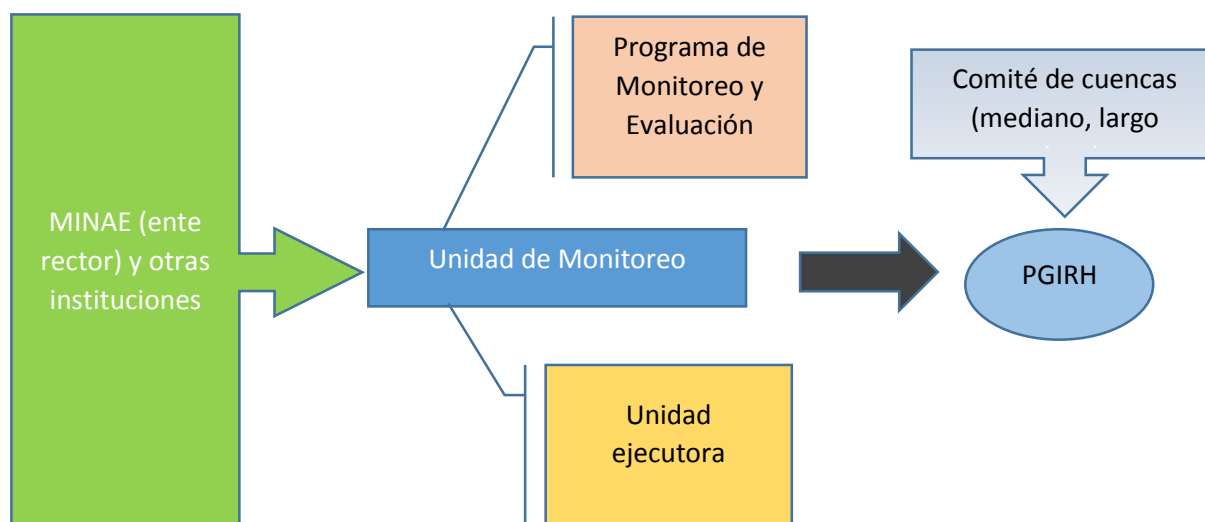 MINAE (ente
rector) y otras
instituciones
Programa de
Monitoreo y
Evaluación
Unidad de Monitoreo
Unidad
ejecutora
Comité de cuencas
(mediano, largo
PGIRH